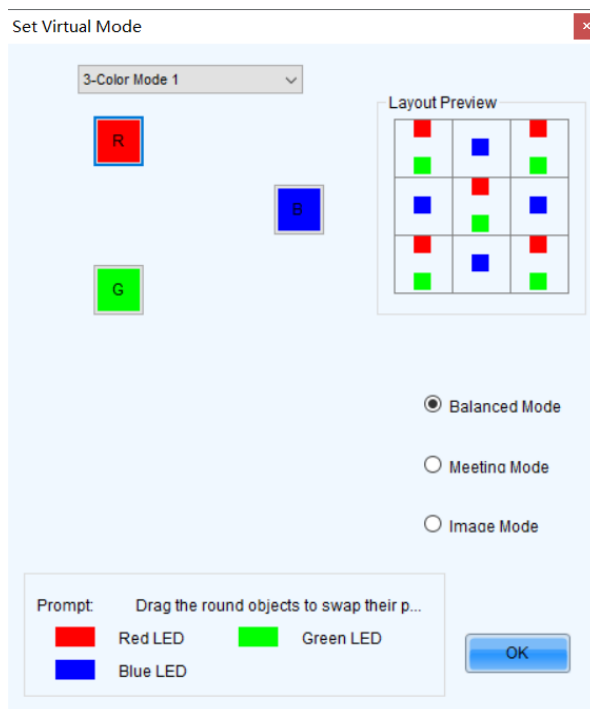 Set Virtual Mode
3-Color Mode 1
Layout Preview
R
B
G
Balanced Mode
Meeting Mode
Image Mode
Prompt: Drag the round objects to swap their p...
Red LED Green LED
Blue LED
OK